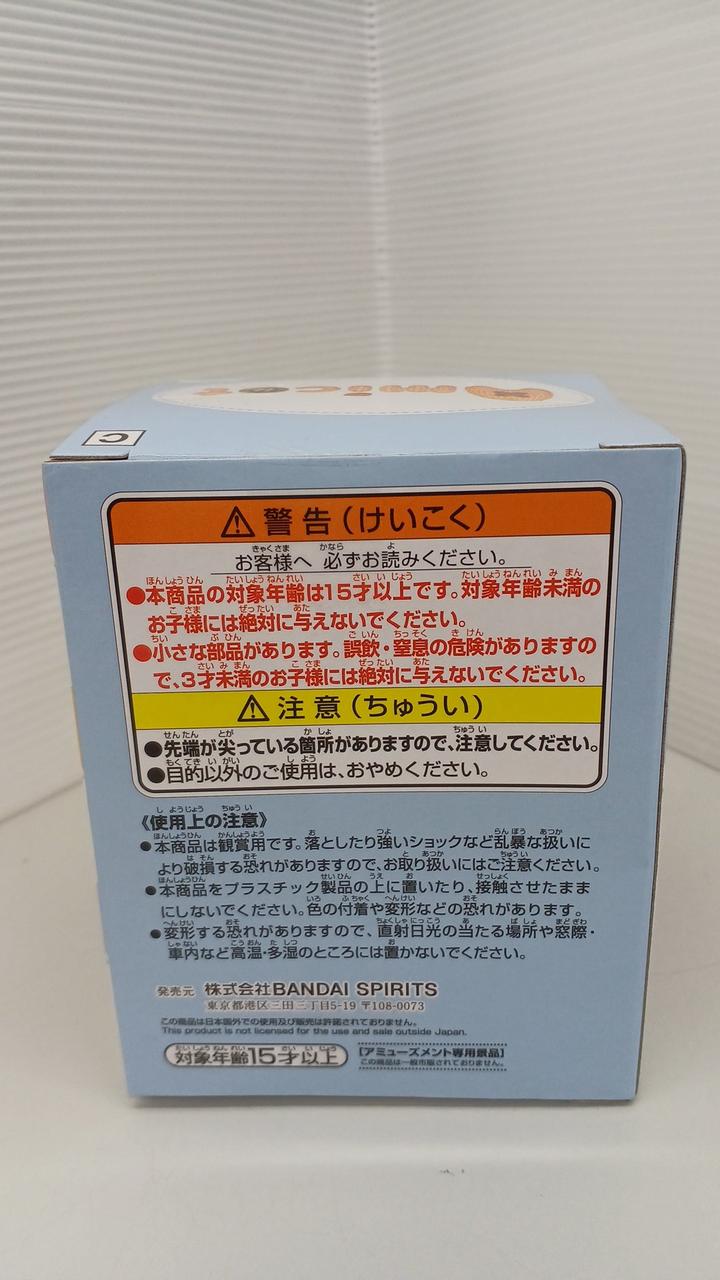 C
警告(けいこく)
お客様へ 必ずお読みください。
●本商品の対象年齢は15才以上です。対象年齢未満の
お子様には絶対に与えないでください。
●小さな部品があります。誤飲・窒息の危険がありますの
で、3才未満のお子様には絶対に与えないでください。
注意(ちゅうい)
●先端が尖っている箇所がありますので、注意してください。
●目的以外のご使用は、おやめください。
《使用上の注意》
●本商品は観賞用です。落としたり強いショックなど乱暴な扱いに
より破損する恐れがありますので、お取り扱いにはご注意ください。
●本商品をプラスチック製品の上に置いたり、接触させたまま
にしないでください。色の付着や変形などの恐れがあります。
●変形する恐れがありますので、直射日光の当たる場所や窓際・
車内など高温・多湿のところには置かないでください。
発売元 株式会社BANDAI SPIRITS
東京都港区三田三丁目5-19 〒108-0073
この商品は日本国外での使用及び販売は許諾されておりません。
This product is not licensed for the use and sale outside Japan.
対象年齢15才以上
[アミューズメント専用景品]
この商品は一般市販されておりません。